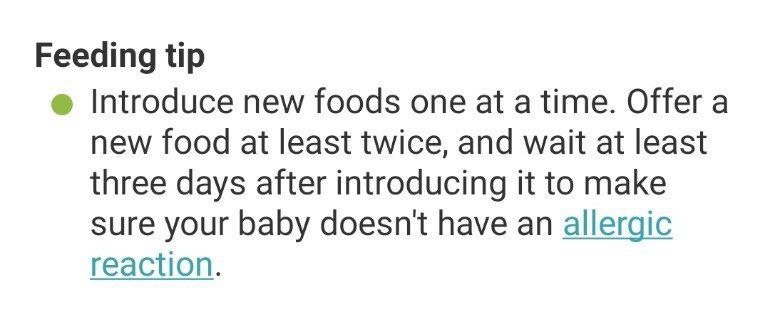 Feeding tip
Introduce new foods one at a time. Offer a
new food at least twice, and wait at least
three days after introducing it to make
sure your baby doesn't have an allergic
reaction.